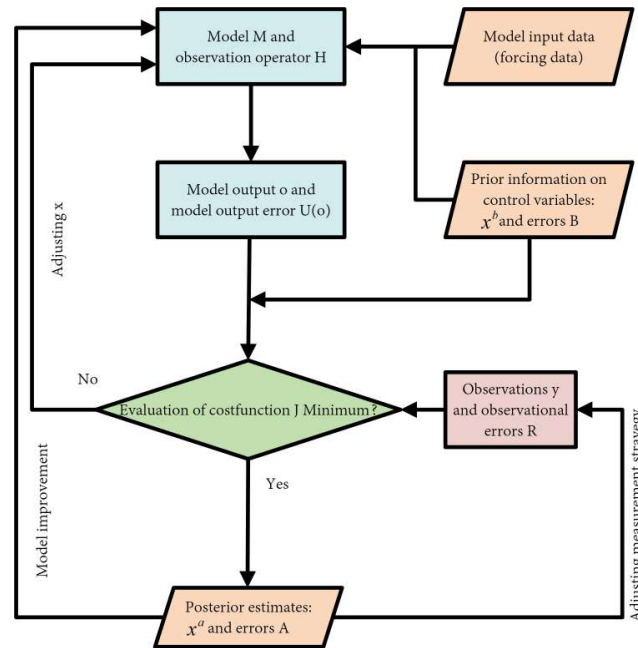 Model M and
observation operator H
Model input data
(forcing data)
Model output o and
model output error U(o)
Prior information on
control variables:
x^b and errors B
Adjusting x
No
Evaluation of costfunction J Minimum?
Observations y
and observational
errors R
Yes
Model improvement
Adjusting measurement stravegy
Posterior estimates:
x^a and errors A